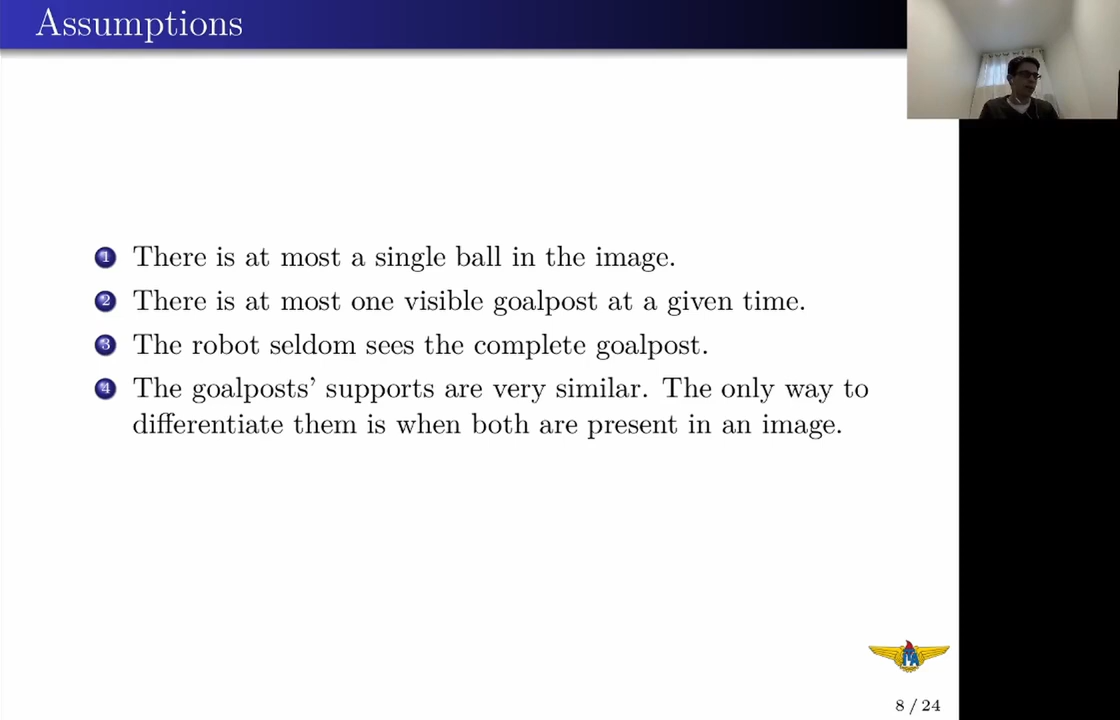 Assumptions
1 There is at most a single ball in the image.
2 There is at most one visible goalpost at a given time.
3 The robot seldom sees the complete goalpost.
4 The goalposts’ supports are very similar. The only way to
differentiate them is when both are present in an image.
ITA
8 / 24